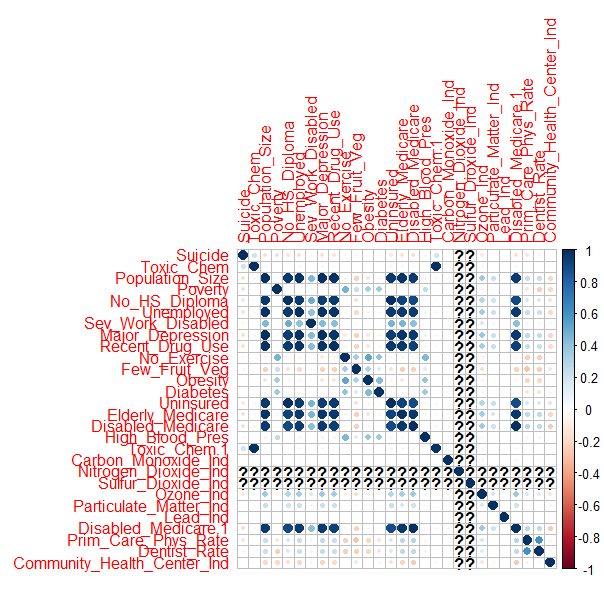 Suicide
Toxic_Chem
Population_Size
Poverty
No_HS_Diploma
Unemployed
Sev_Work_Disabled
Major_Depression
Recent_Drug_Use
No_Exercise
Few_Fruit_Veg
Obesity
Diabetes
Uninsured
Elderly_Medicare
Disabled_Medicare
High_Blood_Pres
Toxic_Chem.1
Carbon_Monoxide_Ind
Nitrogen_Dioxide_Ind
Sulfur_Dioxide_Ind
Ozone_Ind
Particulate_Matter_Ind
Lead_Ind
Disabled_Medicare.1
Prim_Care_Phys_Rate
Dentist_Rate
Community_Health_Center_Ind
1
0.8
0.6
0.4
0.2
0
-0.2
-0.4
-0.6
-0.8
-1
Suicide ??
Toxic_Chem ??
Population_Size ??
Poverty ??
No_HS_Diploma ??
Unemployed ??
Sev_Work_Disabled ??
Major_Depression ??
Recent_Drug_Use ??
No_Exercise ??
Few_Fruit_Veg ??
Obesity ??
Diabetes ??
Uninsured ??
Elderly_Medicare ??
Disabled_Medicare ??
High_Blood_Pres ??
Toxic_Chem.1 ??
Carbon_Monoxide_Ind ??
Nitrogen_Dioxide_Ind ??????????????????? ????????
Sulfur_Dioxide_Ind ???????????????????? ???????
Ozone_Ind ??
Particulate_Matter_Ind ??
Lead_Ind ??
Disabled_Medicare.1 ??
Prim_Care_Phys_Rate ??
Dentist_Rate ??
Community_Health_Center_Ind ??